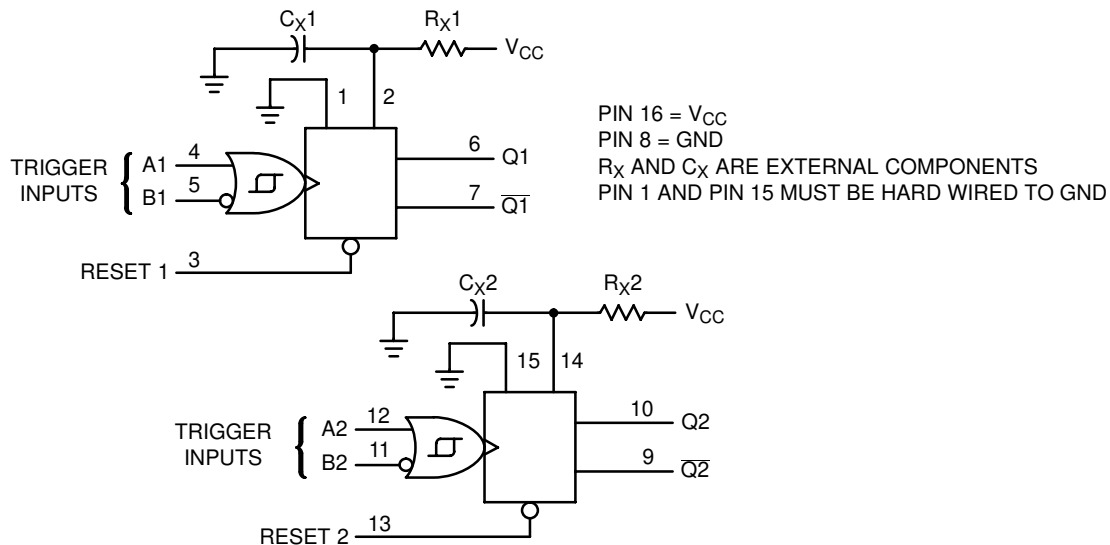 CX1
RX1
VCC
1
2
TRIGGER
INPUTS
A1
4
B1
5
6
Q1
7
Q1
RESET 1
3
PIN 16 = VCC
PIN 8 = GND
RX AND CX ARE EXTERNAL COMPONENTS
PIN 1 AND PIN 15 MUST BE HARD WIRED TO GND
CX2
RX2
VCC
15
14
TRIGGER
INPUTS
A2
12
B2
11
10
Q2
9
Q2
RESET 2
13